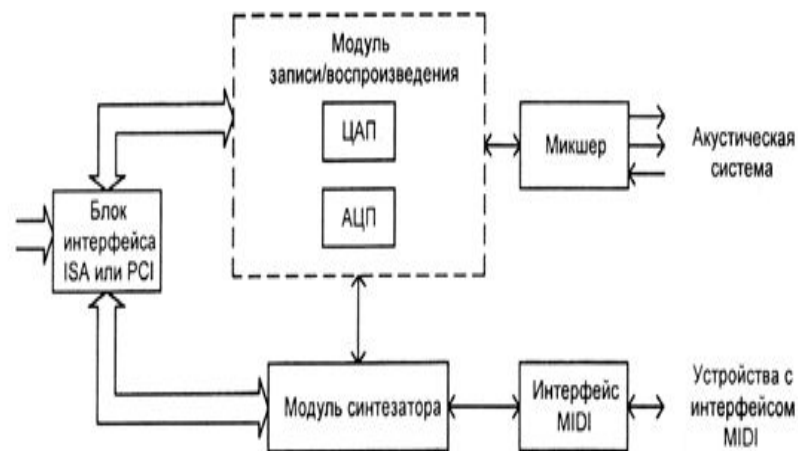 Модуль
записи/воспроизведения
ЦАП
АЦП
Микшер
Акустическая
система
Блок
интерфейса
ISA или PCI
Модуль синтезатора
Интерфейс
MIDI
Устройства с
интерфейсом
MIDI